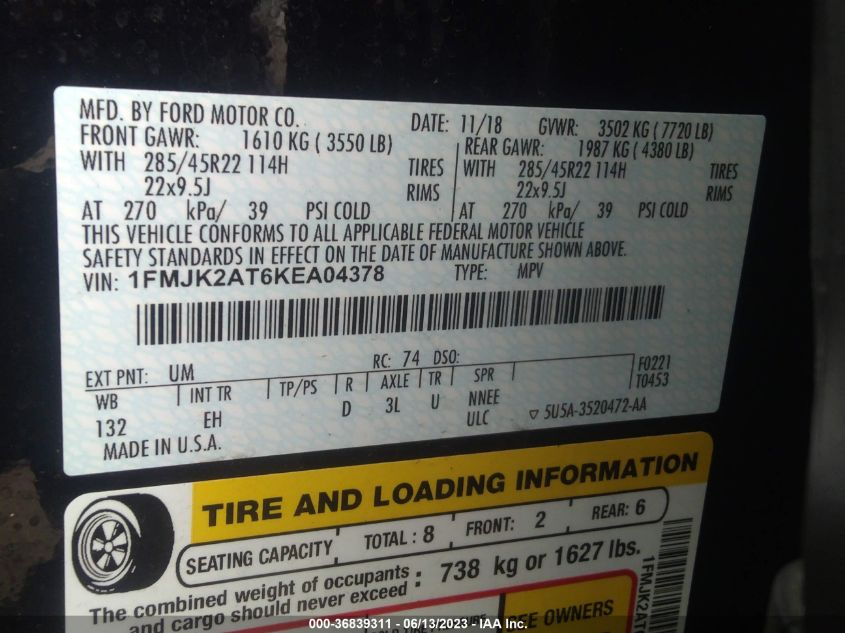 MFD. BY FORD MOTOR CO. DATE: 11/18 GVWR: 3502 KG ( 7720 LB)
FRONT GAWR: 1610 KG ( 3550 LB) REAR GAWR: 1987 KG ( 4380 LB)
WITH 285/45R22 114H TIRES WITH 285/45R22 114H TIRES
22x9.5J RIMS 22x9.5J RIMS
AT 270 kPa/ 39 PSI COLD AT 270 kPa/ 39 PSI COLD
THIS VEHICLE CONFORMS TO ALL APPLICABLE FEDERAL MOTOR VEHICLE
SAFETY STANDARDS IN EFFECT ON THE DATE OF MANUFACTURE SHOWN ABOVE.
VIN: 1FMJK2AT6KEA04378 TYPE: MPV
EXT PNT: UM RC: 74 DSO: F0221
WB INT TR TP/PS R AXLE TR SPR T0453
132 EH D 3L U NNEE
ULC 5U5A-3520472-AA
MADE IN U.S.A.
TIRE AND LOADING INFORMATION
SEATING CAPACITY TOTAL : 8 FRONT: 2 REAR: 6
The combined weight of occupants
and cargo should never exceed : 738 kg or 1627 lbs.
OWNERS
000-36839311 - 06/13/2023 - IAA Inc.